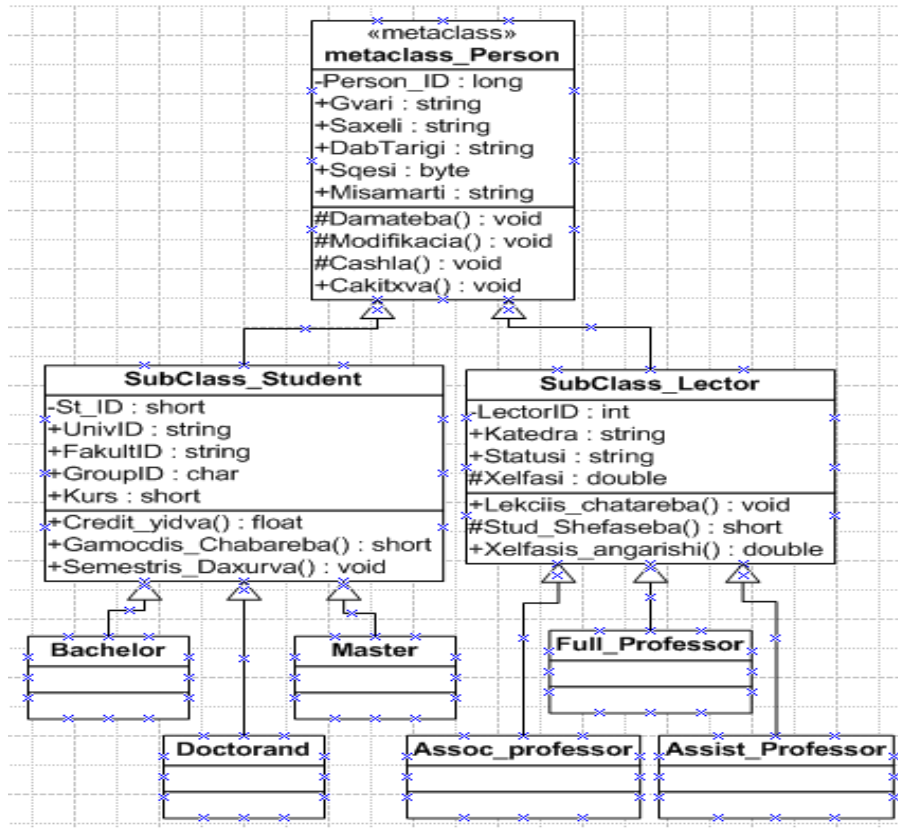 «metaclass»
metaclass_Person
-Person_ID : long
+Gvari : string
+Saxeli : string
+DabTarigi : string
+Sqesi : byte
+Misamarti : string
#Damateba() : void
#Modifikacia() : void
#Cashla() : void
+Cakitxva() : void
SubClass_Student
-St_ID : short
+UnivID : string
+FakultID : string
+GroupID : char
+Kurs : short
+Credit_yidva() : float
+Gamocdis_Chabareba() : short
+Semestris_Daxurva() : void
SubClass_Lector
-LectorID : int
+Katedra : string
+Statusi : string
#Xelfasi : double
+Lekciis_chatareba() : void
#Stud_Shefaseba() : short
+Xelfasis_angarishi() : double
Bachelor
Master
Full_Professor
Doctorand
Assoc_professor
Assist_Professor